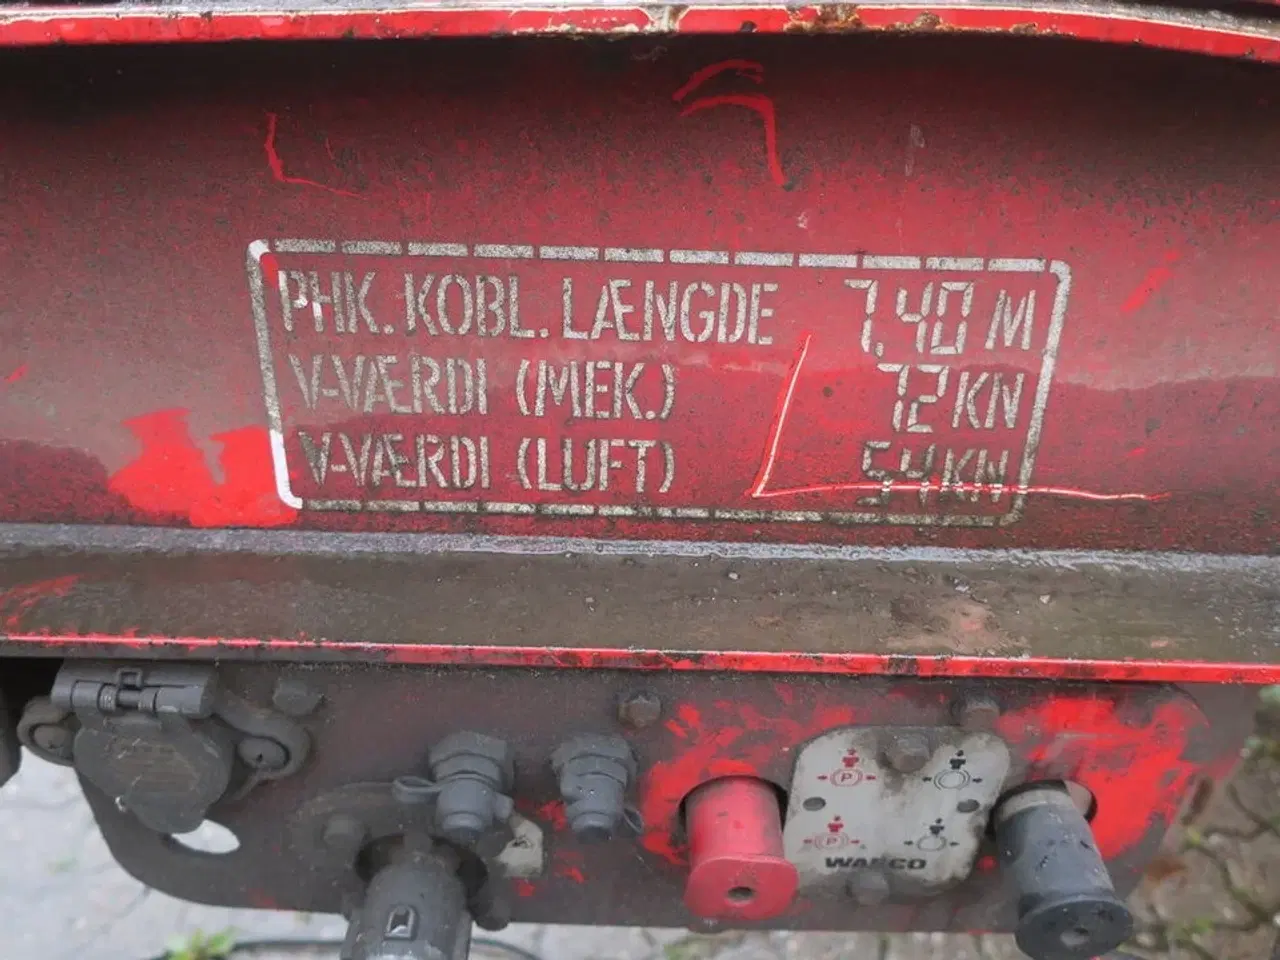 PHK. KOBL. LÆNGDE 7,40 M
V-VÆRDI (MEK.) 72 KN
V-VÆRDI (LUFT) 54 KN
P
P
WABCO